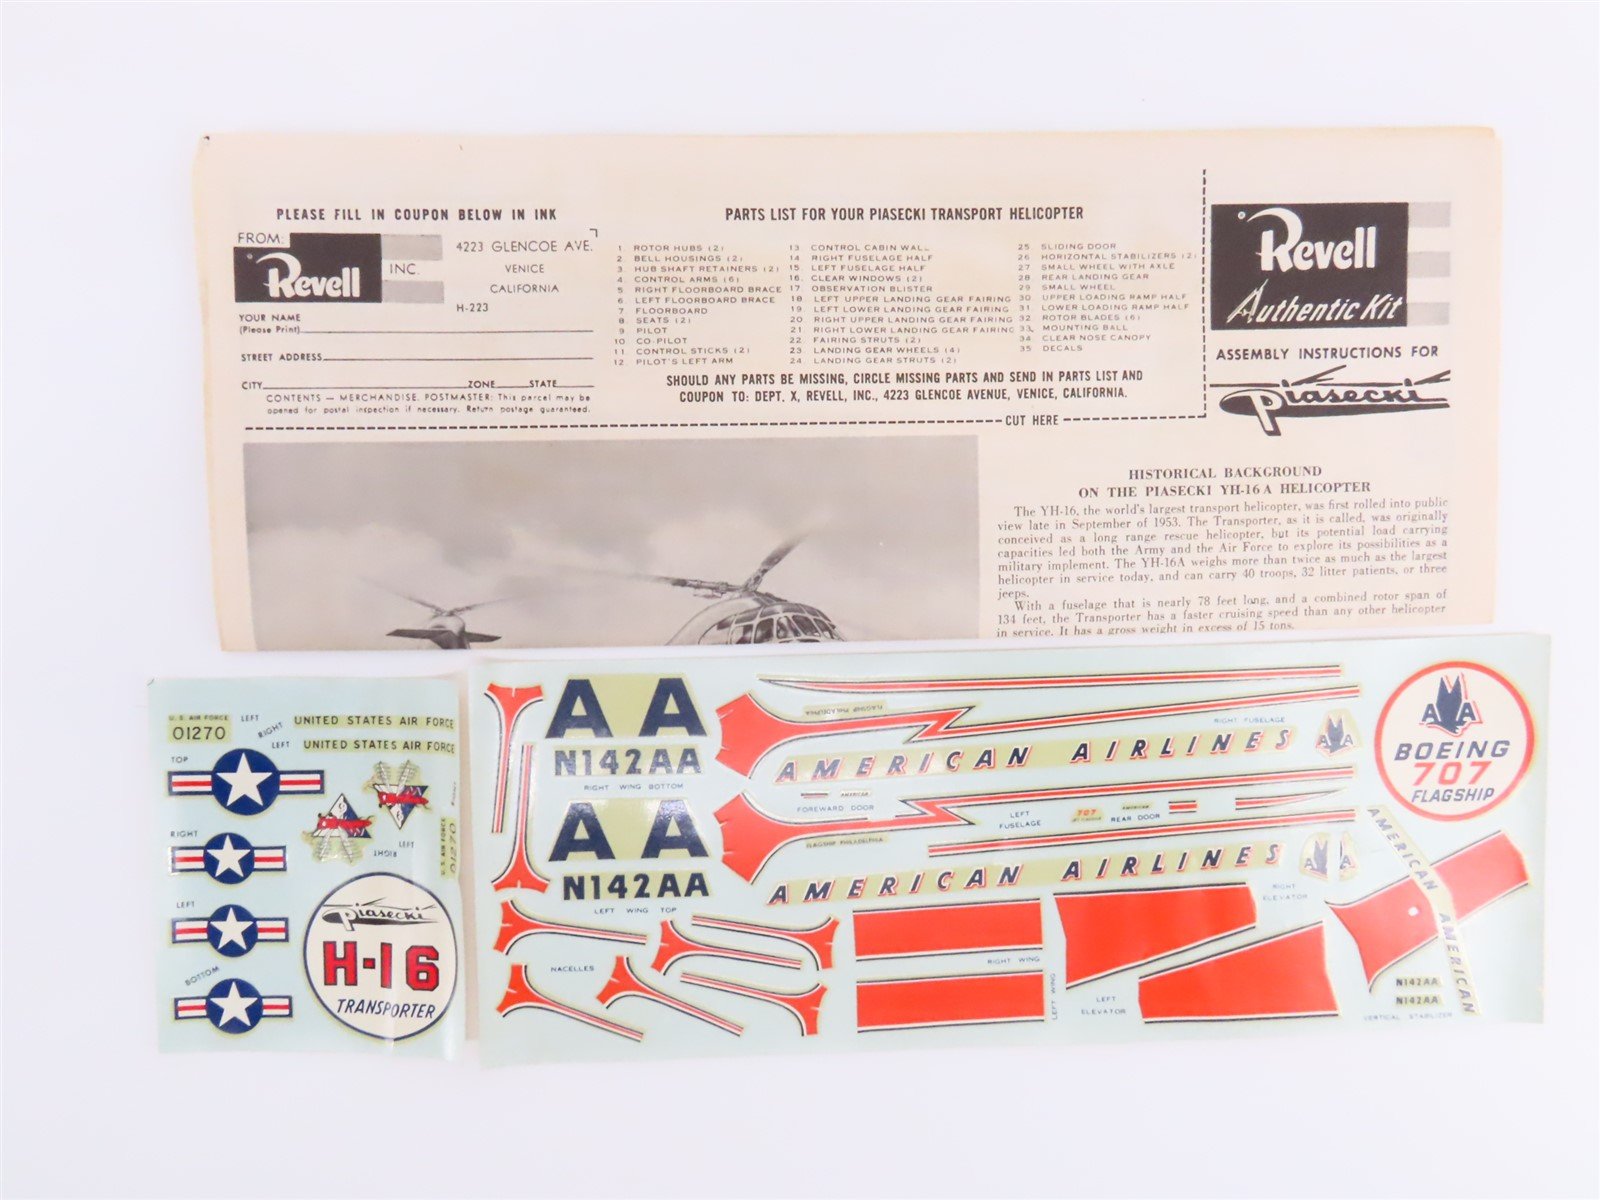 PLEASE FILL IN COUPON BELOW IN INK
FROM:
Revell
INC.
4223 GLENCOE AVE.
VENICE
CALIFORNIA
H-223
YOUR NAME
(Please Print)
STREET ADDRESS
CITY ZONE STATE
CONTENTS — MERCHANDISE. POSTMASTER: This parcel may be
opened for postal inspection if necessary. Return postage guaranteed.
PARTS LIST FOR YOUR PIASECKI TRANSPORT HELICOPTER
1. ROTOR HUBS (2)
2. BELL HOUSINGS (2)
3. HUB SHAFT RETAINERS (2)
4. CONTROL ARMS (6)
5. RIGHT FLOORBOARD BRACE
6. LEFT FLOORBOARD BRACE
7. FLOORBOARD
8. SEATS (2)
9. PILOT
10. CO-PILOT
11. CONTROL STICKS (2)
12. PILOT'S LEFT ARM
13. CONTROL CABIN WALL
14. RIGHT FUSELAGE HALF
15. LEFT FUSELAGE HALF
16. CLEAR WINDOWS (2)
17. OBSERVATION BLISTER
18. LEFT UPPER LANDING GEAR FAIRING
19. LEFT LOWER LANDING GEAR FAIRING
20. RIGHT UPPER LANDING GEAR FAIRING
21. RIGHT LOWER LANDING GEAR FAIRING
22. FAIRING STRUTS (2)
23. LANDING GEAR WHEELS (4)
24. LANDING GEAR STRUTS (2)
25. SLIDING DOOR
26. HORIZONTAL STABILIZERS (2)
27. SMALL WHEEL WITH AXLE
28. REAR LANDING GEAR
29. SMALL WHEEL
30. UPPER LOADING RAMP HALF
31. LOWER LOADING RAMP HALF
32. ROTOR BLADES (6)
33. MOUNTING BALL
34. CLEAR NOSE CANOPY
35. DECALS
SHOULD ANY PARTS BE MISSING, CIRCLE MISSING PARTS AND SEND IN PARTS LIST AND
COUPON TO: DEPT. X, REVELL, INC., 4223 GLENCOE AVENUE, VENICE, CALIFORNIA.
CUT HERE
Revell
Authentic Kit
ASSEMBLY INSTRUCTIONS FOR
Piasecki
HISTORICAL BACKGROUND
ON THE PIASECKI YH-16A HELICOPTER
The YH-16, the world's largest transport helicopter, was first rolled into public
view late in September of 1953. The Transporter, as it is called, was originally
conceived as a long range rescue helicopter, but its potential load carrying
capacities led both the Army and the Air Force to explore its possibilities as a
military implement. The YH-16A weighs more than twice as much as the largest
helicopter in service today, and can carry 40 troops, 32 litter patients, or three
jeeps.
With a fuselage that is nearly 78 feet long, and a combined rotor span of
134 feet, the Transporter has a faster cruising speed than any other helicopter
in service. It has a gross weight in excess of 15 tons.
U.S. AIR FORCE
01270
LEFT
RIGHT
UNITED STATES AIR FORCE
LEFT
UNITED STATES AIR FORCE
TOP
RIGHT
LEFT
BOTTOM
RIGHT
LEFT
U.S. AIR FORCE
01270
Piasecki
H-16
TRANSPORTER
AA
N142AA
RIGHT WING BOTTOM
AA
N142AA
LEFT WING TOP
NACELLES
FLAGSHIP PHILADELPHIA
RIGHT FUSELAGE
AMERICAN AIRLINES
AA
AMERICAN
FOREWARD DOOR
LEFT
FUSELAGE
707
AMERICAN
REAR DOOR
FLAGSHIP PHILADELPHIA
AMERICAN AIRLINES
AA
AA
BOEING
707
FLAGSHIP
AMERICAN
AMERICAN
RIGHT
ELEVATOR
RIGHT WING
LEFT WING
LEFT
ELEVATOR
N142AA
N142AA
VERTICAL STABILIZER